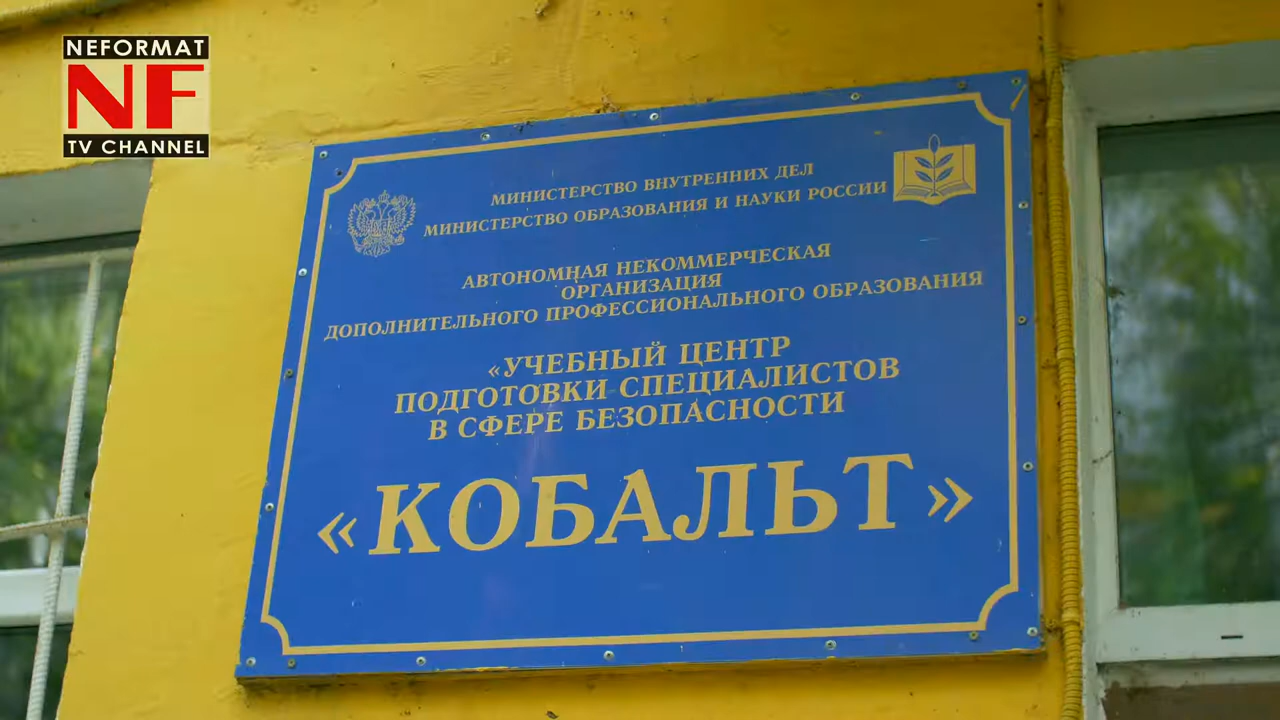 NEFORMAT
NF
TV CHANNEL
МИНИСТЕРСТВО ВНУТРЕННИХ ДЕЛ
МИНИСТЕРСТВО ОБРАЗОВАНИЯ И НАУКИ РОССИИ
АВТОНОМНАЯ НЕКОММЕРЧЕСКАЯ
ОРГАНИЗАЦИЯ
ДОПОЛНИТЕЛЬНОГО ПРОФЕССИОНАЛЬНОГО ОБРАЗОВАНИЯ
«УЧЕБНЫЙ ЦЕНТР
ПОДГОТОВКИ СПЕЦИАЛИСТОВ
В СФЕРЕ БЕЗОПАСНОСТИ
«КОБАЛЬТ»